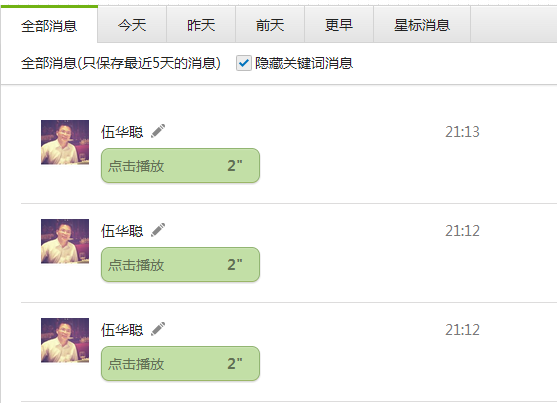 全部消息 今天 昨天 前天 更早 星标消息
全部消息(只保存最近5天的消息) 隐藏关键词消息
伍华聪 21:13
点击播放 2"
伍华聪 21:12
点击播放 2"
伍华聪 21:12
点击播放 2"